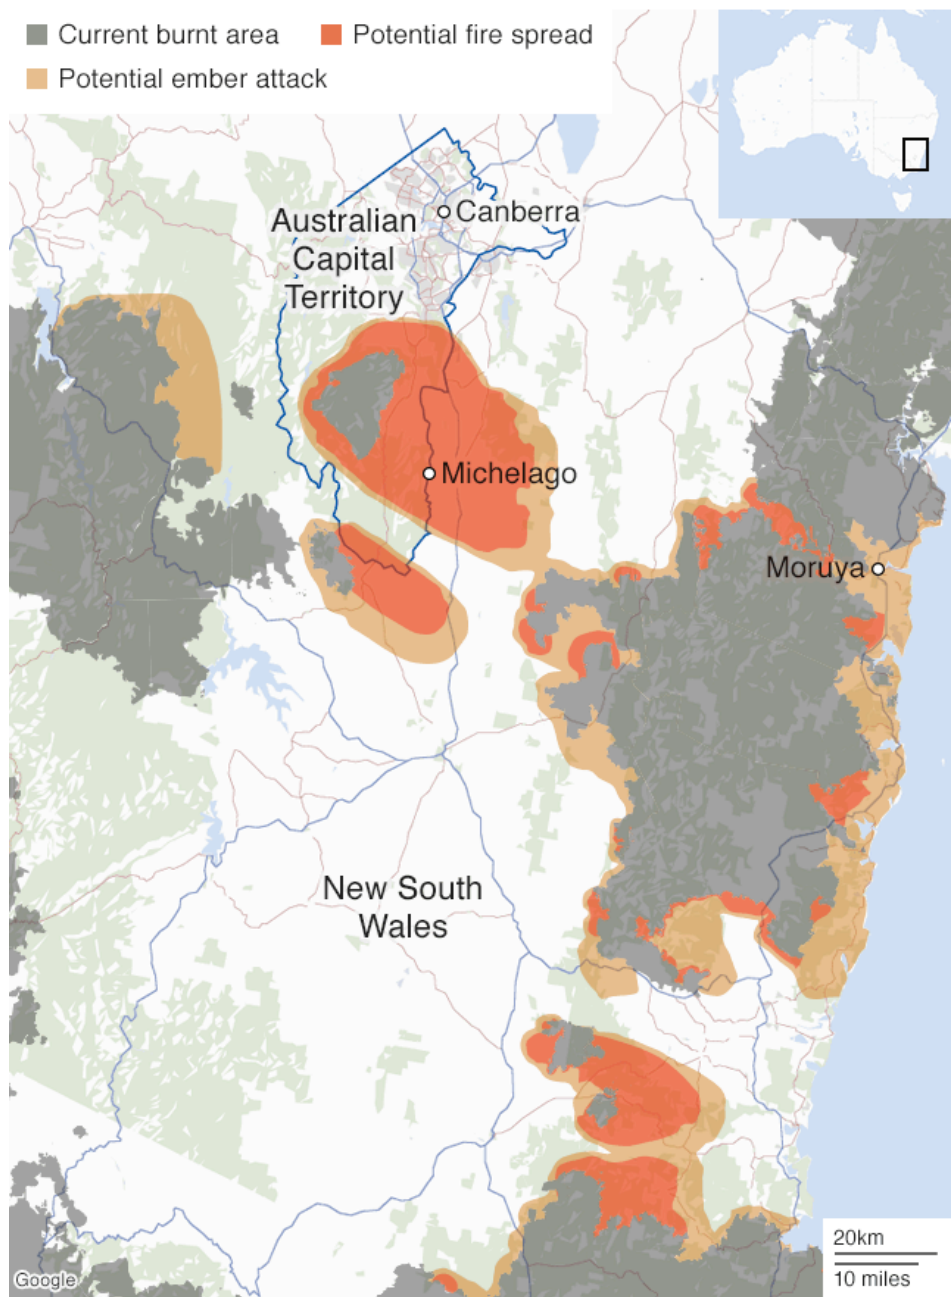 Current burnt area
Potential fire spread
Potential ember attack
Canberra
Australian
Capital
Territory
Michelago
Moruya
New South
Wales
20km
10 miles
Google